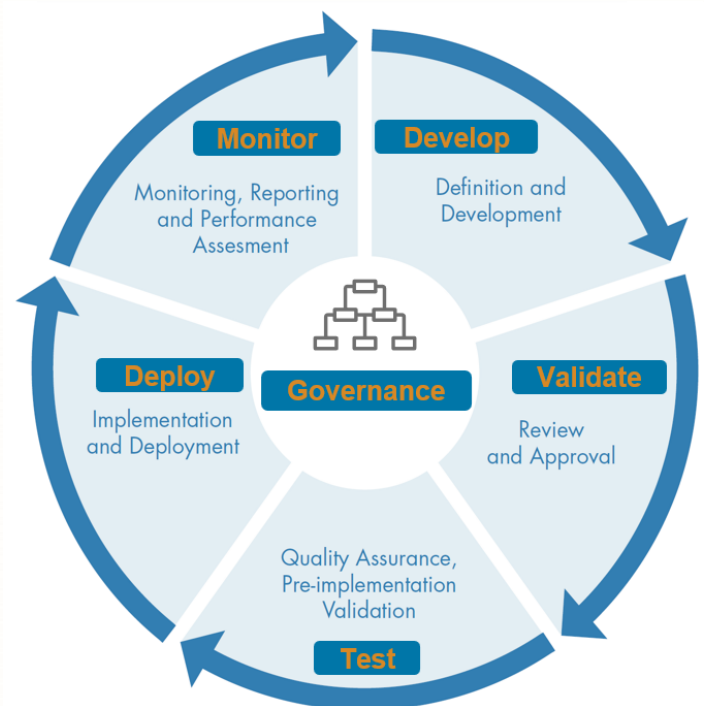 Monitor
Monitoring, Reporting
and Performance
Assesment
Develop
Definition and
Development
Governance
Deploy
Implementation
and Deployment
Validate
Review
and Approval
Quality Assurance,
Pre-implementation
Validation
Test